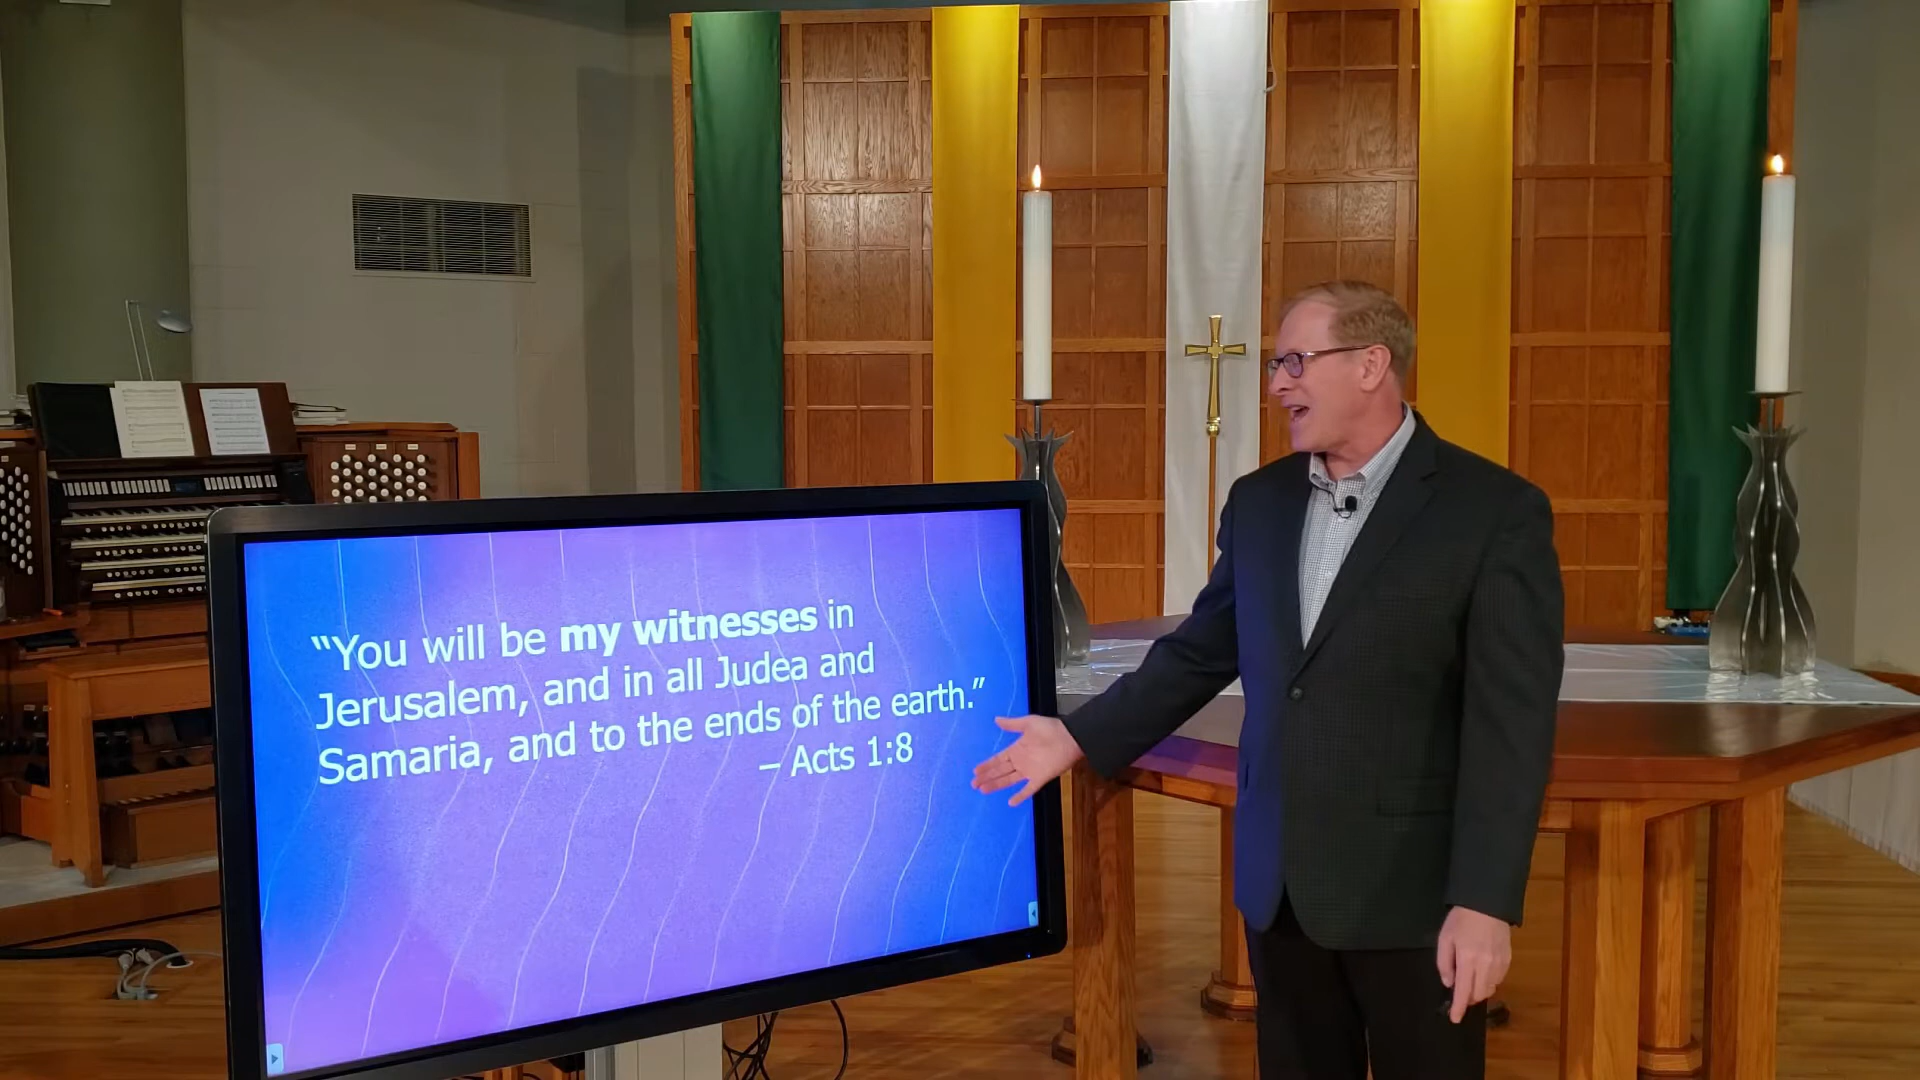 “You will be my witnesses in
Jerusalem, and in all Judea and
Samaria, and to the ends of the earth.”
– Acts 1:8